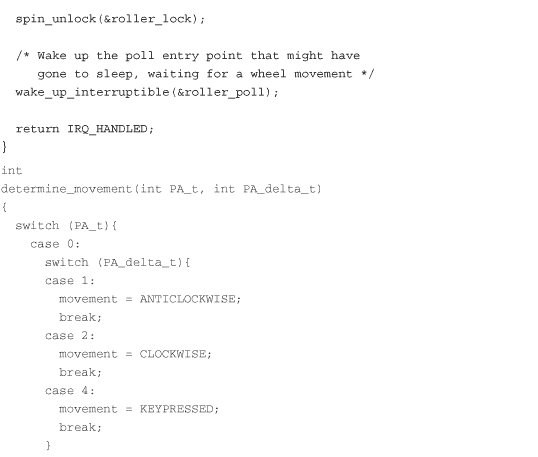 spin_unlock(&roller_lock);
/* Wake up the poll entry point that might have
gone to sleep, waiting for a wheel movement */
wake_up_interruptible(&roller_poll);
return IRQ_HANDLED;
}
int
determine_movement(int PA_t, int PA_delta_t)
{
switch (PA_t){
case 0:
switch (PA_delta_t){
case 1:
movement = ANTICLOCKWISE;
break;
case 2:
movement = CLOCKWISE;
break;
case 4:
movement = KEYPRESSED;
break;
}